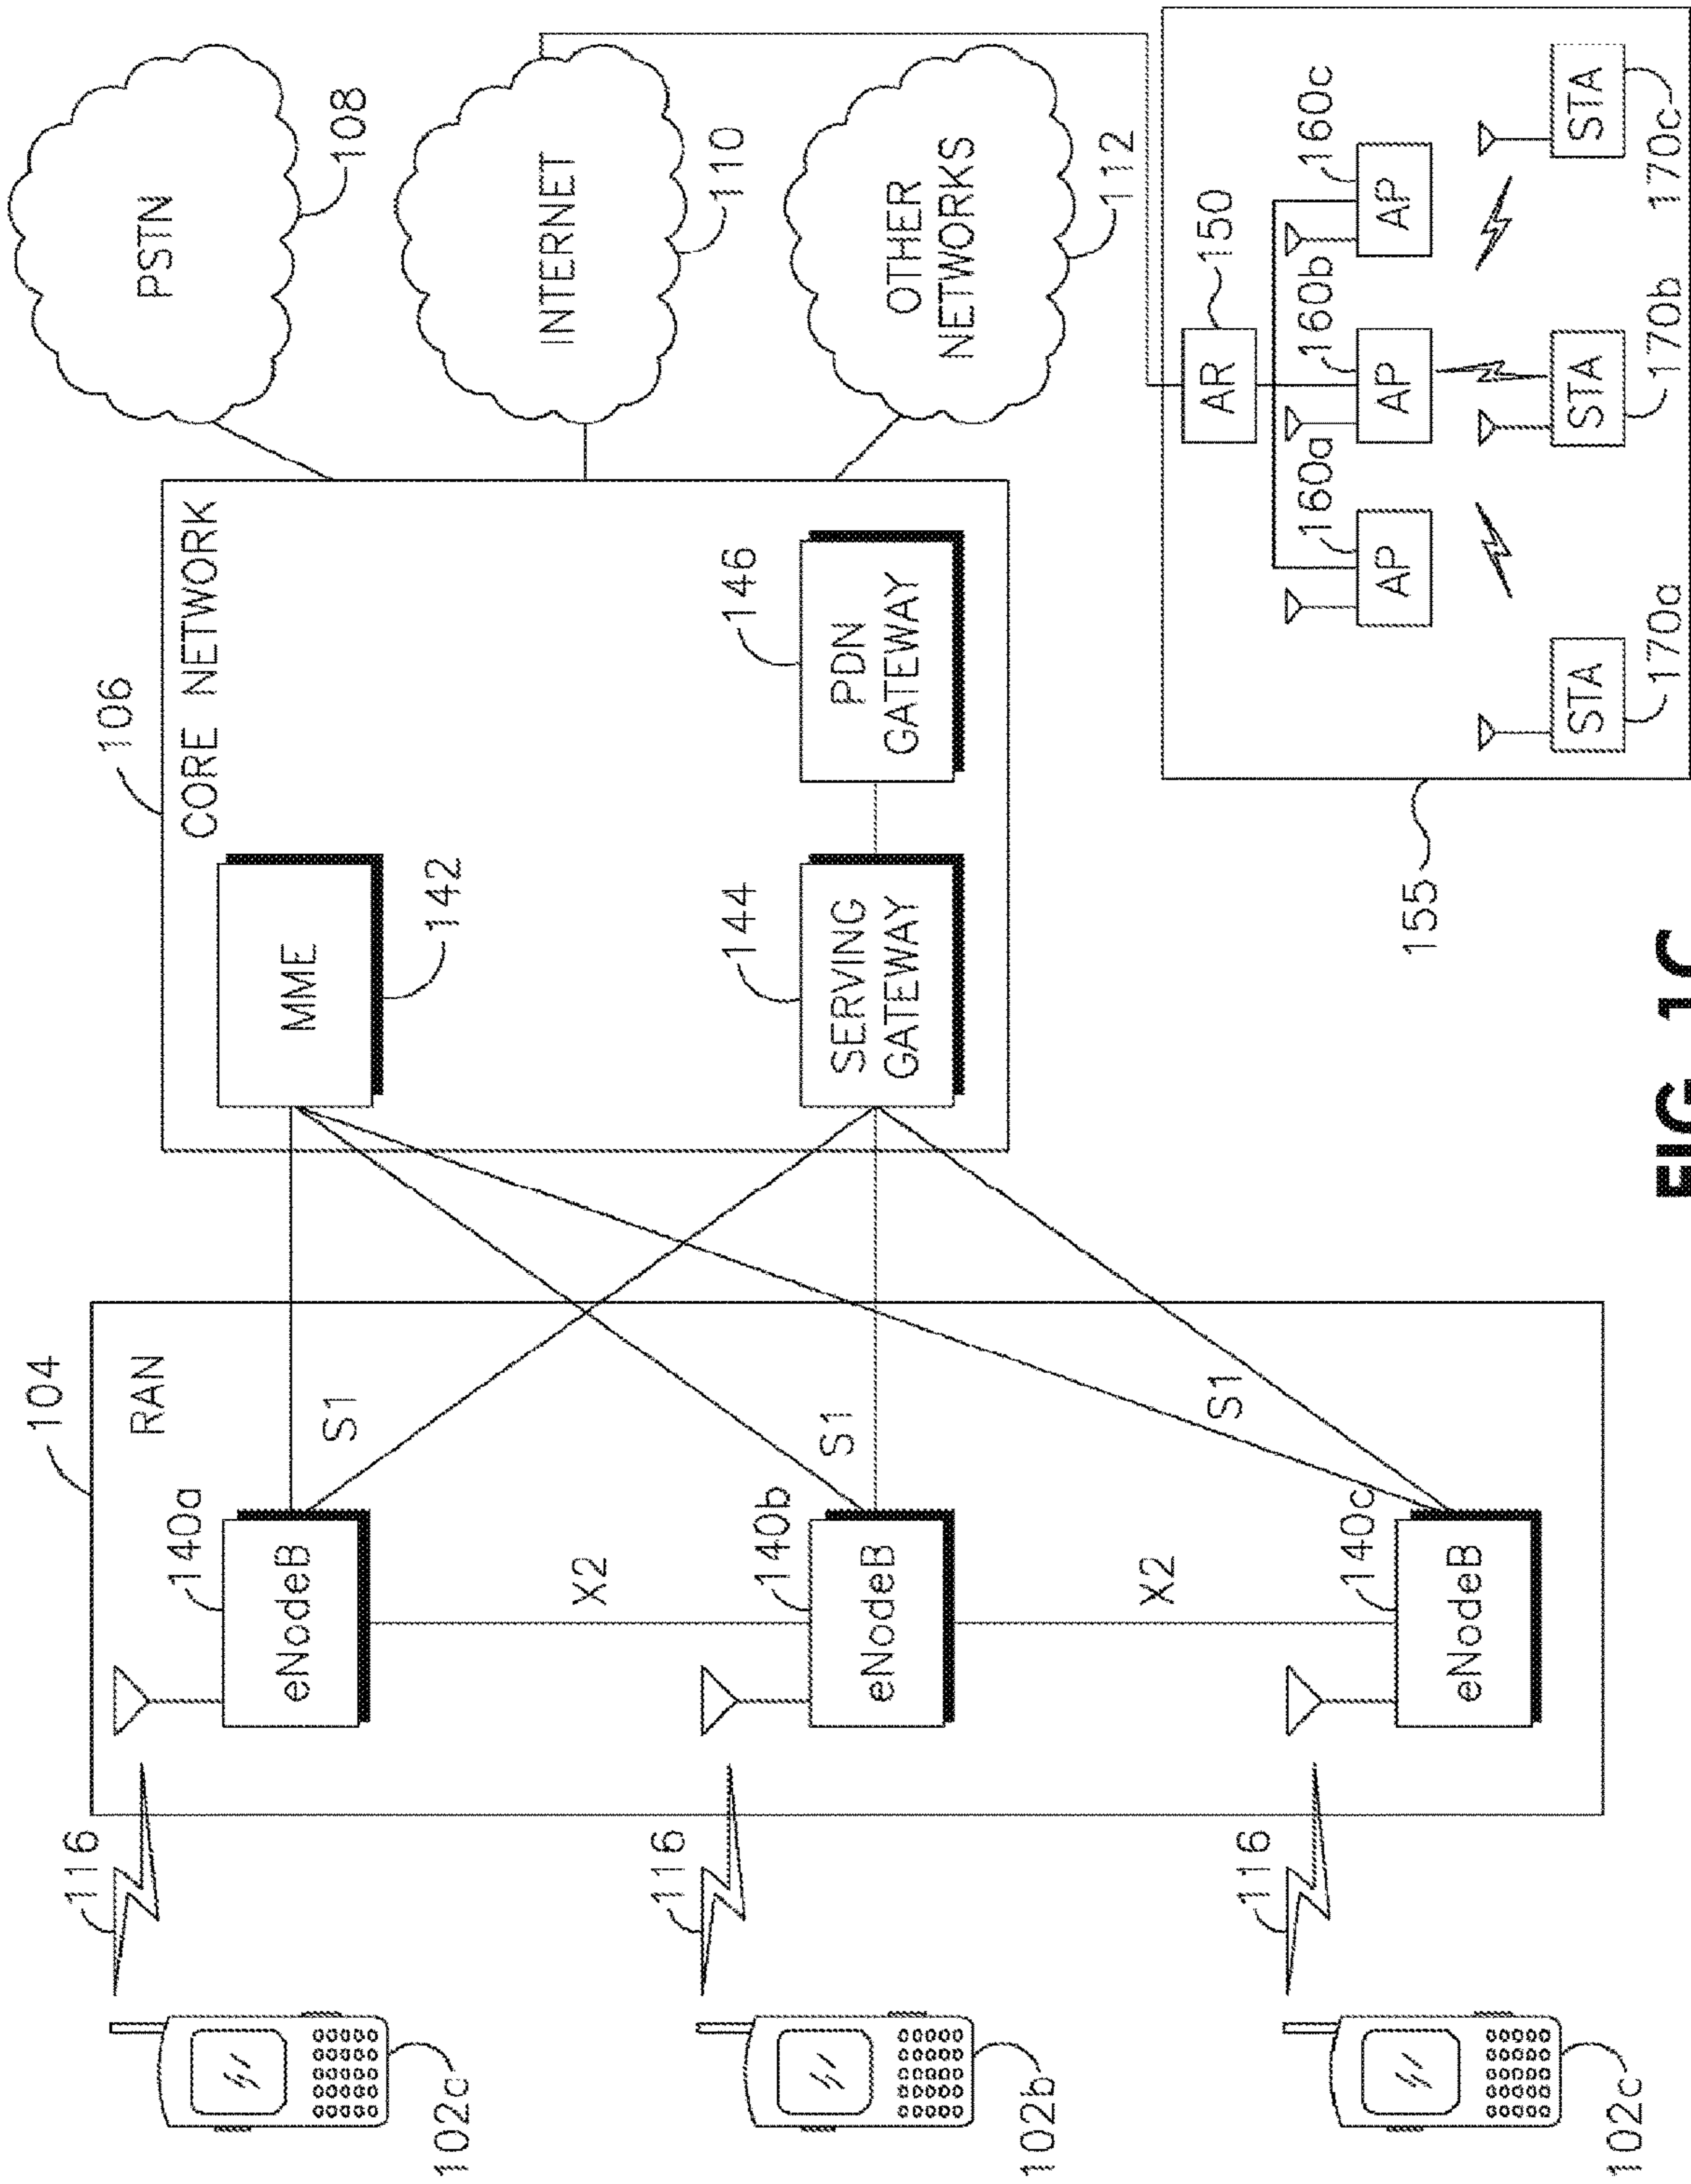 104
RAN
116
102a
140a
eNodeB
S1
X2
116
102b
140b
eNodeB
S1
X2
116
102c
140c
eNodeB
S1
106
CORE NETWORK
MME
142
144
SERVING
GATEWAY
146
PDN
GATEWAY
PSTN
108
INTERNET
110
OTHER
NETWORKS
112
155
AR
150
160a
160b
160c
AP
AP
AP
STA
STA
STA
170a
170b
170c
FIG. 1C